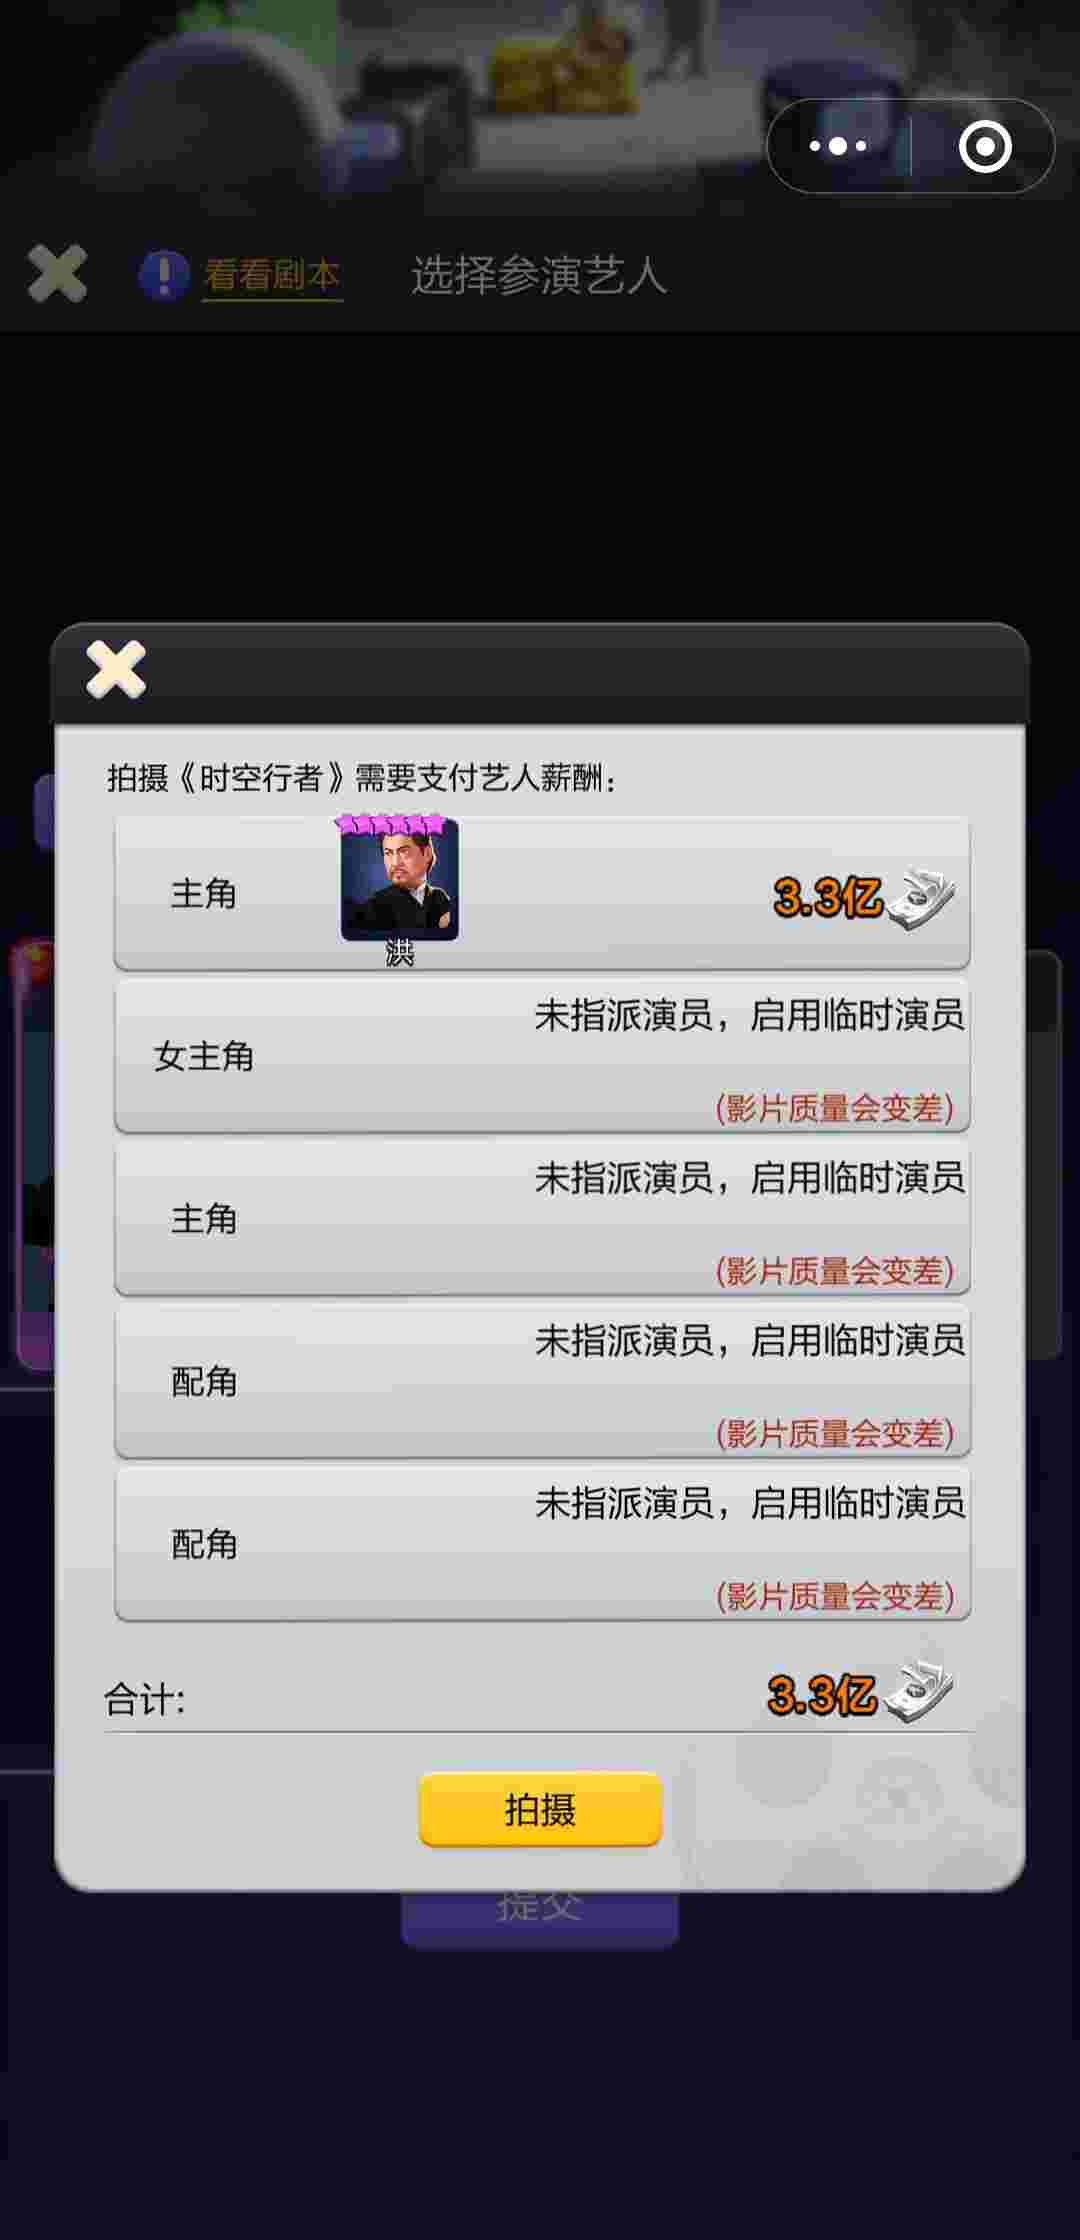 看看剧本 选择参演艺人
拍摄《时空行者》需要支付艺人薪酬:
主角 3.3亿
洪
未指派演员，启用临时演员
女主角
(影片质量会变差)
未指派演员，启用临时演员
主角
(影片质量会变差)
未指派演员，启用临时演员
配角
(影片质量会变差)
未指派演员，启用临时演员
配角
(影片质量会变差)
合计: 3.3亿
拍摄
提交